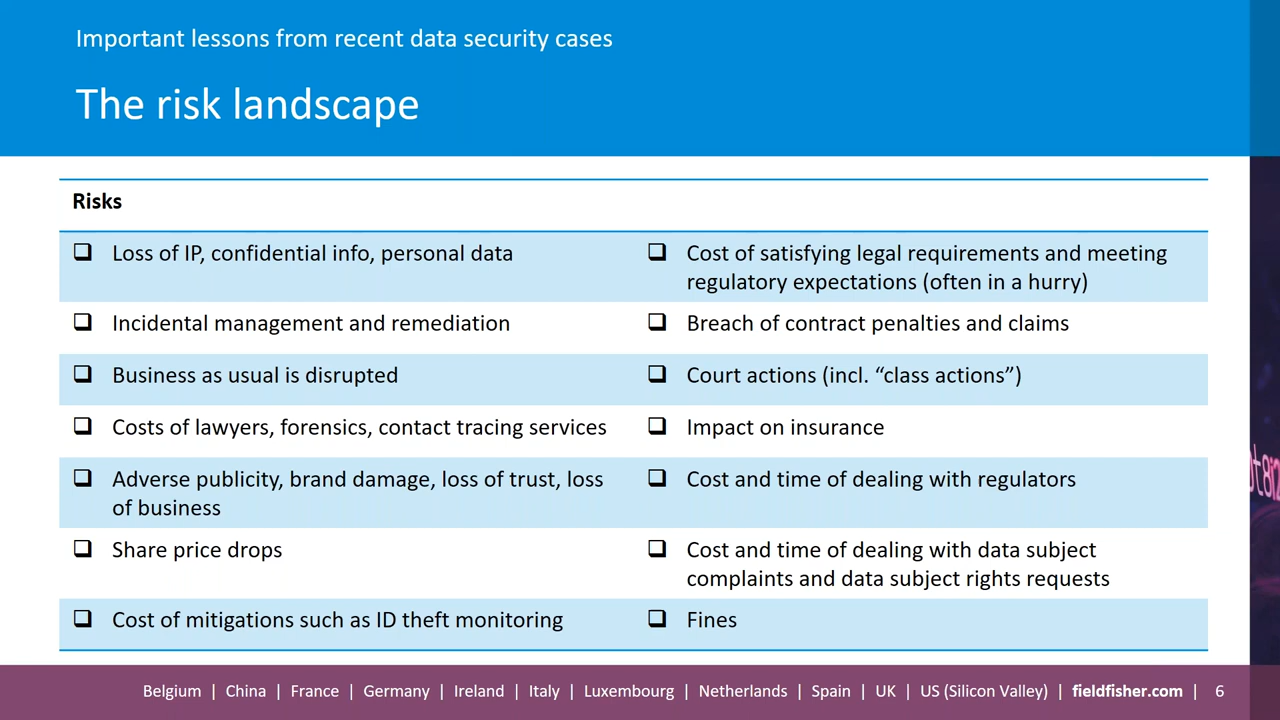 Important lessons from recent data security cases
The risk landscape
Risks
❑ Loss of IP, confidential info, personal data
❑ Cost of satisfying legal requirements and meeting
regulatory expectations (often in a hurry)
❑ Incidental management and remediation
❑ Breach of contract penalties and claims
❑ Business as usual is disrupted
❑ Court actions (incl. “class actions”)
❑ Costs of lawyers, forensics, contact tracing services
❑ Impact on insurance
❑ Adverse publicity, brand damage, loss of trust, loss
of business
❑ Cost and time of dealing with regulators
❑ Share price drops
❑ Cost and time of dealing with data subject
complaints and data subject rights requests
❑ Cost of mitigations such as ID theft monitoring
❑ Fines
Belgium | China | France | Germany | Ireland | Italy | Luxembourg | Netherlands | Spain | UK | US (Silicon Valley) | fieldfisher.com | 6